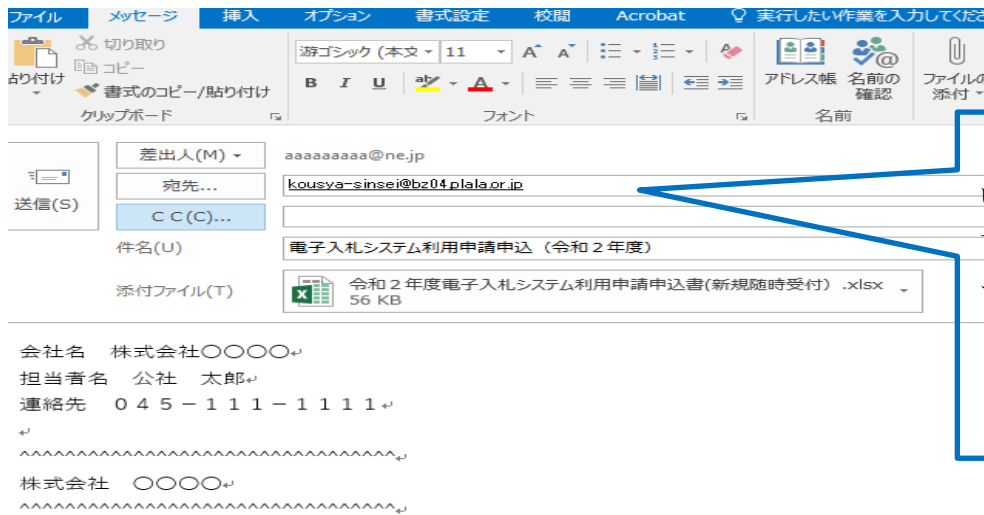 ファイル メッセージ 挿入 オプション 書式設定 校閲 Acrobat 実行したい作業を入力してくださ
切り取り
コピー
書式のコピー/貼り付け
クリップボード
游ゴシック (本文 11
B I U
フォント
アドレス帳 名前の確認
名前
ファイルの
添付
送信(S)
差出人(M) aaaaaaaaa@ne.jp
宛先... kousya-sinsei@bz04.plala.or.jp
C C(C)...
件名(U) 電子入札システム利用申請申込（令和２年度）
添付ファイル(T) 令和２年度電子入札システム利用申請申込書(新規随時受付）.xlsx
56 KB
会社名 株式会社〇〇〇〇
担当者名 公社 太郎
連絡先 ０４５－１１１－１１１１
^^^^^^^^^^^^^^^^^^^^^^^^^^^^^^^^^
株式会社 〇〇〇〇
^^^^^^^^^^^^^^^^^^^^^^^^^^^^^^^^^